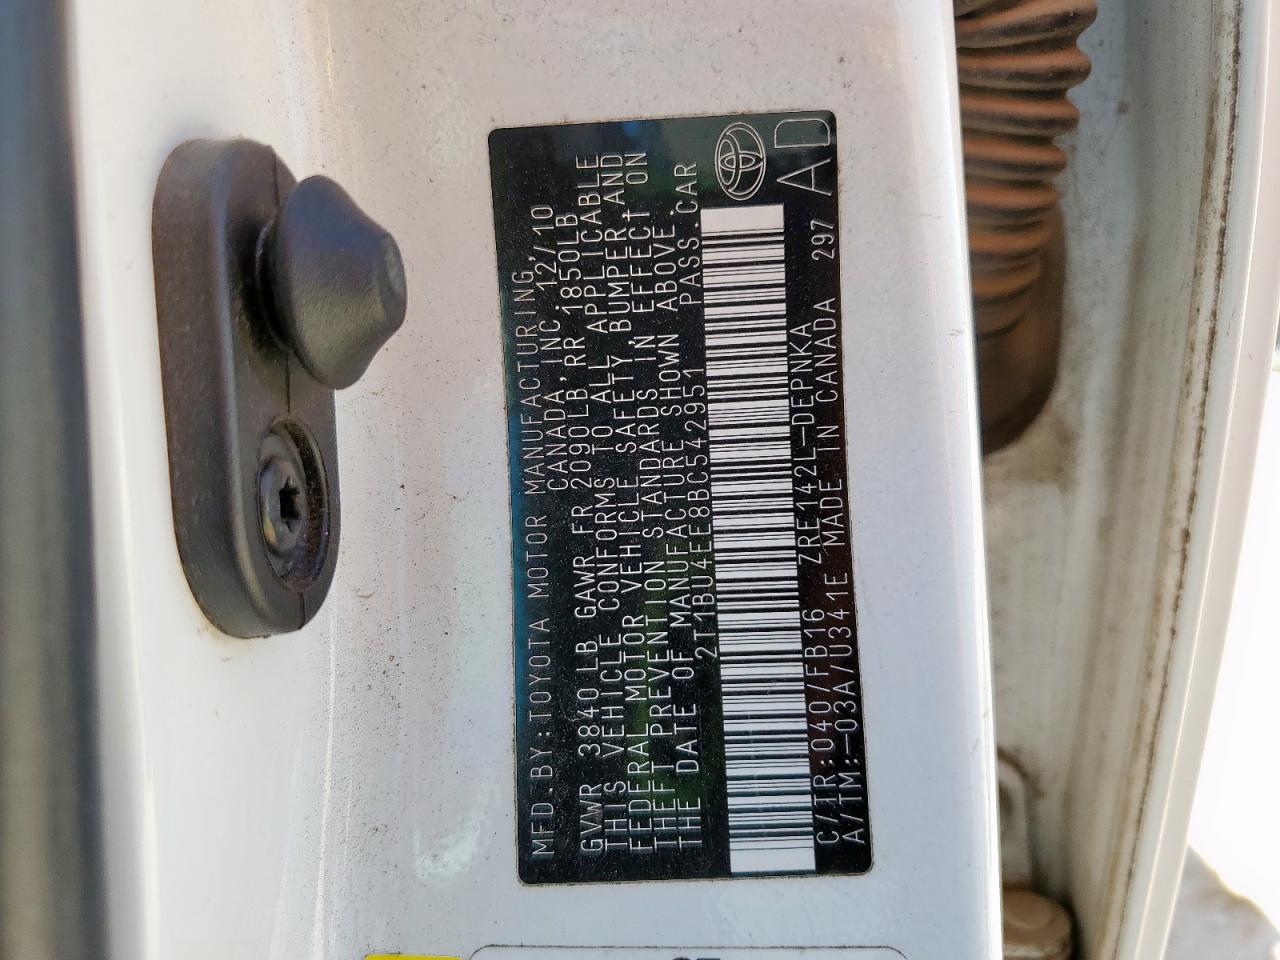 MFD. BY: TOYOTA MOTOR MANUFACTURING,
CANADA, INC. 12/10
GVWR 3840LB GAWR FR 2090LB, RR 1850LB
THIS VEHICLE CONFORMS TO ALL APPLICABLE
FEDERAL MOTOR VEHICLE SAFETY, BUMPER, AND
THEFT PREVENTION STANDARDS IN EFFECT ON
THE DATE OF MANUFACTURE SHOWN ABOVE.
2T1BU4EE8BC542951 PASS. CAR
C/TR: 040/FB16 ZRE142L-DEPNKA
A/TM: -03A/U341E MADE IN CANADA 297
AD